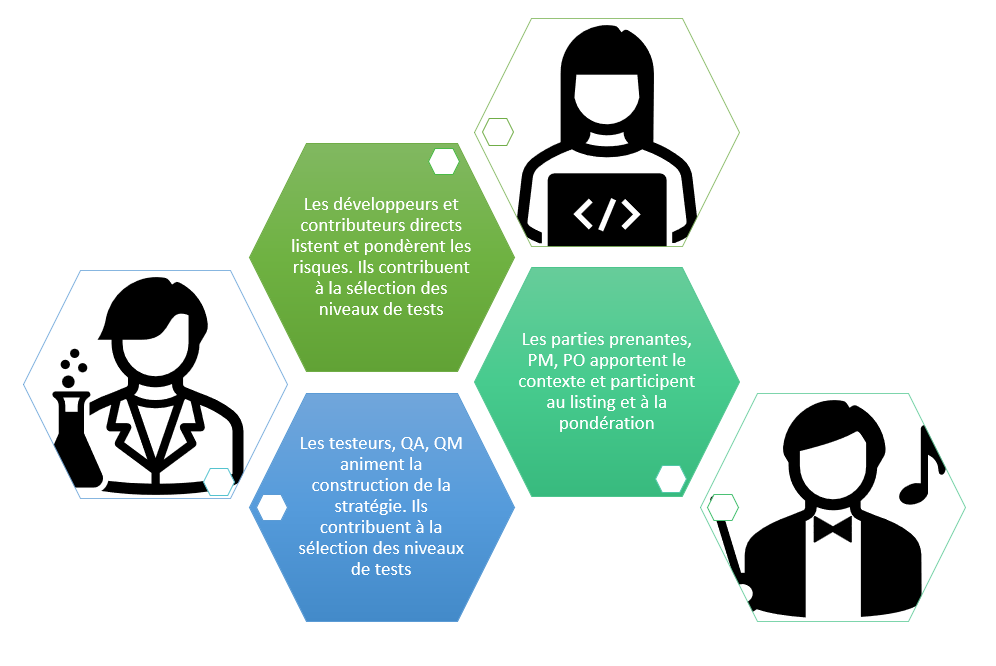 Les développeurs et
contributeurs directs
listent et pondèrent les
risques. Ils contribuent
à la sélection des
niveaux de tests
Les parties prenantes,
PM, PO apportent le
contexte et participent
au listing et à la
pondération
Les testeurs, QA, QM
animent la
construction de la
stratégie. Ils
contribuent à la
sélection des niveaux
de tests